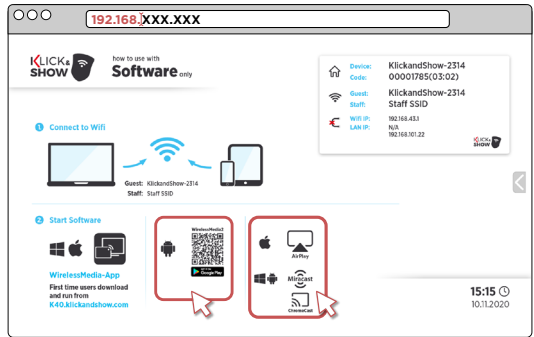 192.168.XXX.XXX
KLICK&
SHOW
how to use with
Software only
Device: KlickandShow-2314
Code: 00001785(03:02)
Guest: KlickandShow-2314
Staff: Staff SSID
Wifi IP: 192.168.43.1
LAN IP: N/A
192.168.101.22
KLICK&
SHOW
1 Connect to Wifi
Guest: KlickandShow-2314
Staff: Staff SSID
2 Start Software
WirelessMedia-App
First time users download
and run from
K40.klickandshow.com
WirelessMedia2
GET IT ON
Google Play
AirPlay
Miracast
ChromeCast
15:15
10.11.2020